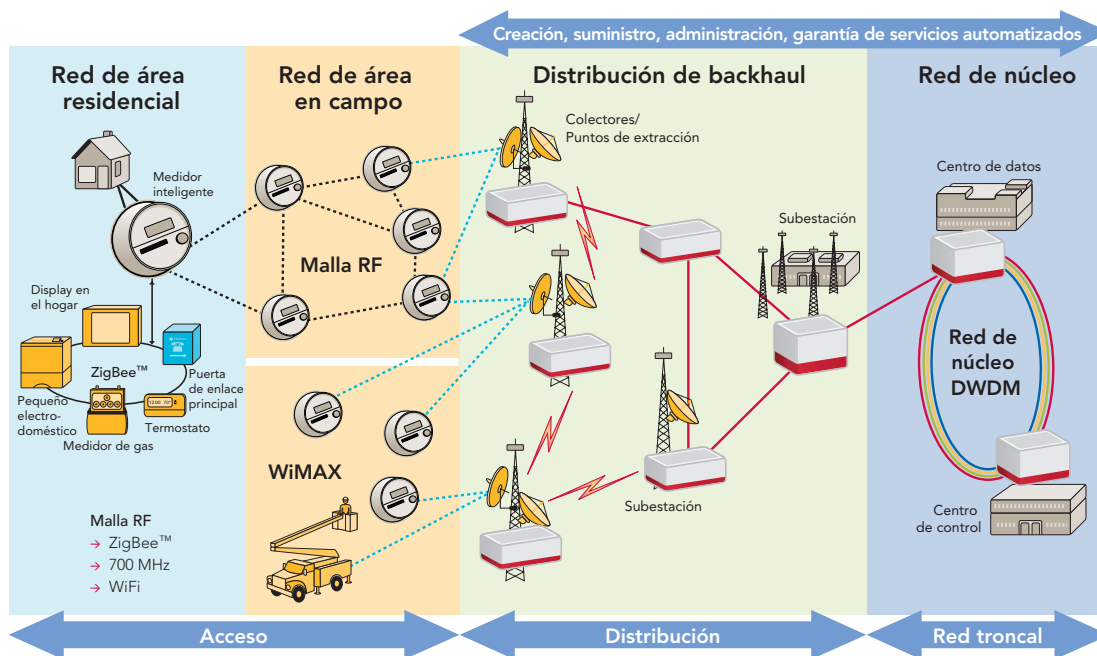 Creación, suministro, administración, garantía de servicios automatizados
Red de área
residencial
Medidor
inteligente
Display en
el hogar
ZigBee™
Puerta
de enlace
principal
Pequeño
electro-
doméstico
12:00 70°
Termostato
Medidor de gas
Malla RF
→ ZigBee™
→ 700 MHz
→ WiFi
Red de área
en campo
Malla RF
WiMAX
Distribución de backhaul
Colectores/
Puntos de extracción
Subestación
Subestación
Red de núcleo
Centro de datos
Red de
núcleo
DWDM
Centro
de control
Acceso
Distribución
Red troncal